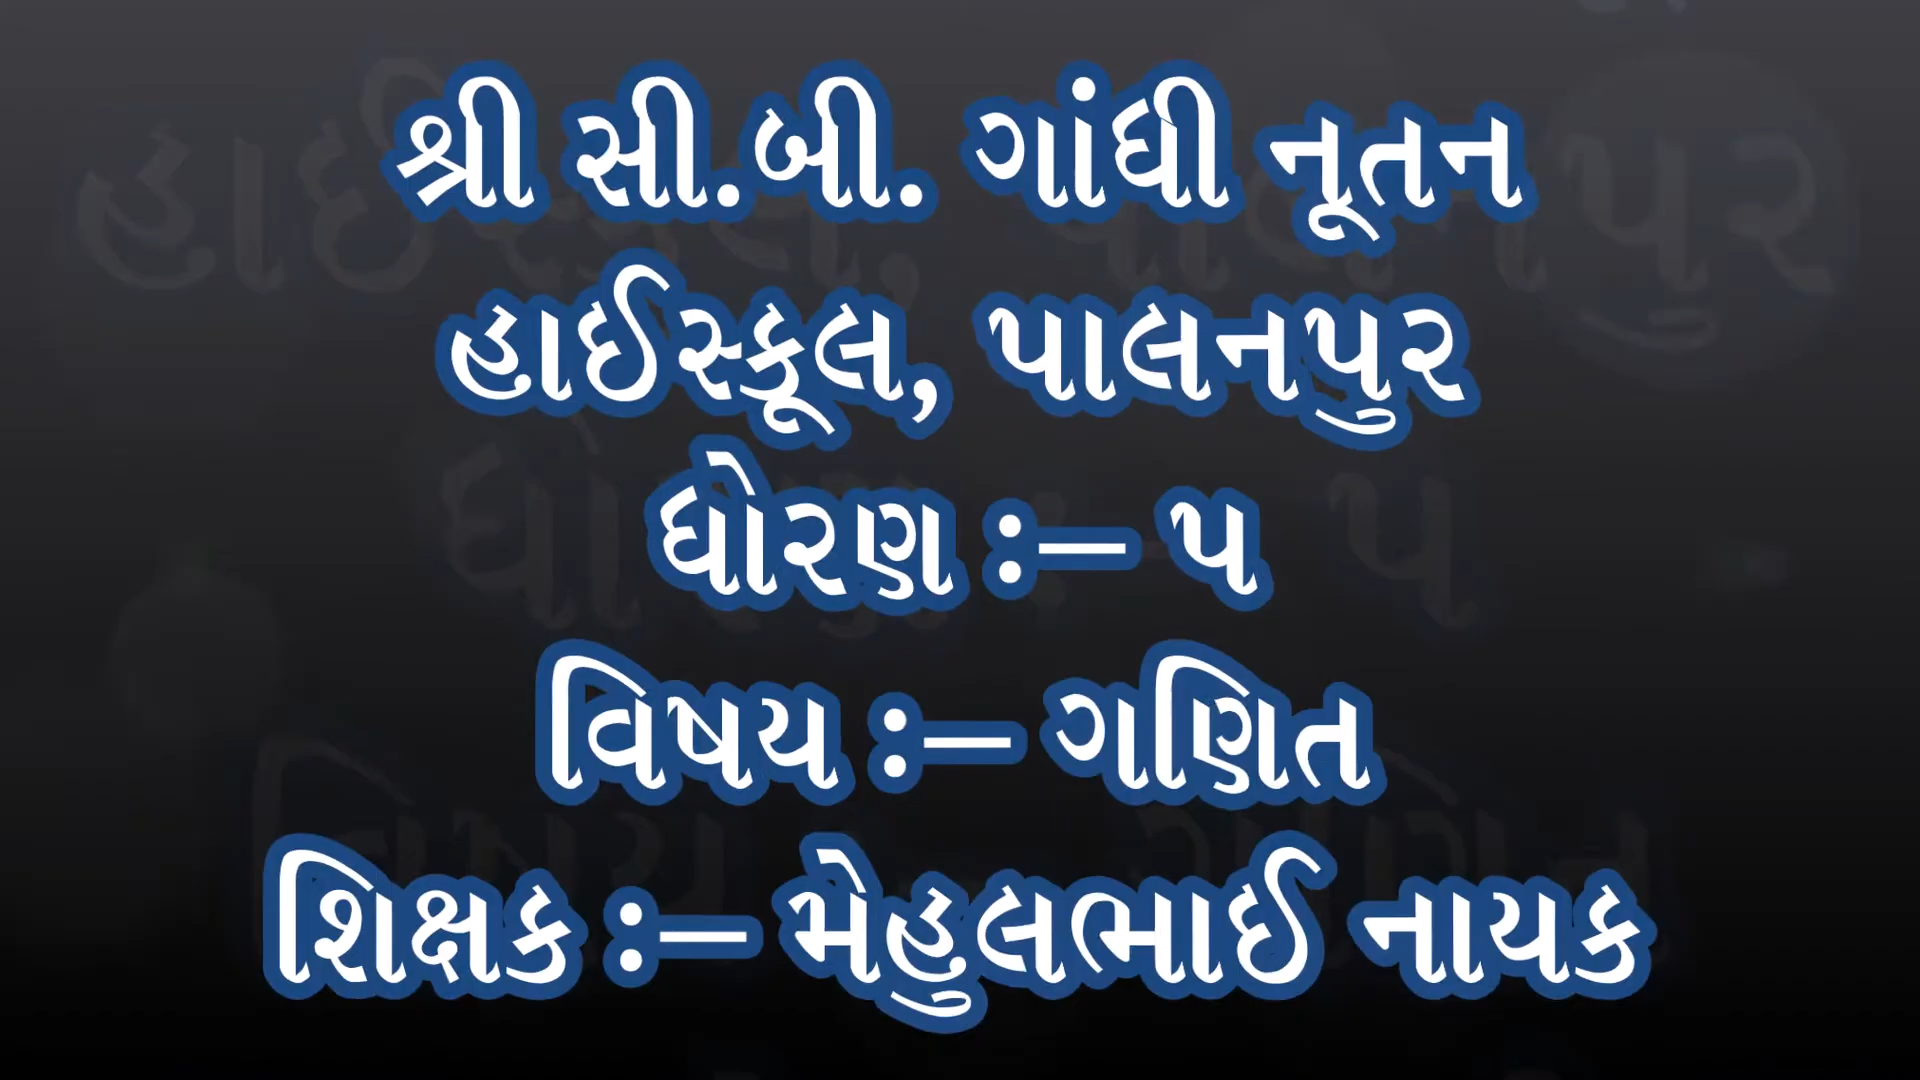 શ્રી સી.બી. ગાંધી નૂતન
હાઈસ્કૂલ, પાલનપુર
ધોરણ :– ૫
વિષય :– ગણિત
શિક્ષક :– મેહુલભાઈ નાયક